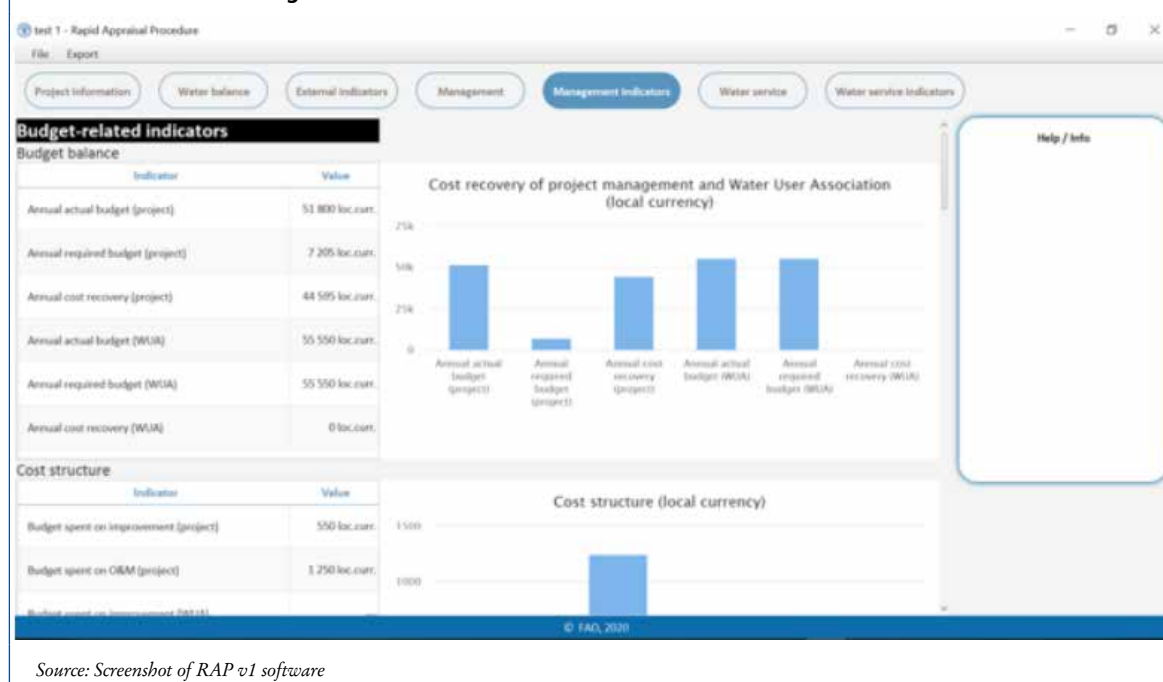 test 1 - Rapid Appraisal Procedure
File Export
Project information Water balance External indicators Management Management indicators Water service Water service indicators
Budget-related indicators
Budget balance
Indicator Value
Annual actual budget (project) 51 800 loc.curr.
Annual required budget (project) 7 205 loc.curr.
Annual cost recovery (project) 44 595 loc.curr.
Annual actual budget (WUA) 55 550 loc.curr.
Annual required budget (WUA) 55 550 loc.curr.
Annual cost recovery (WUA) 0 loc.curr.
Cost recovery of project management and Water User Association
(local currency)
75k
50k
25k
0
Annual actual budget (project)
Annual required budget (project)
Annual cost recovery (project)
Annual actual budget (WUA)
Annual required budget (WUA)
Annual cost recovery (WUA)
Help / Info
Cost structure
Indicator Value
Budget spent on improvement (project) 550 loc.curr.
Budget spent on O&M (project) 1 250 loc.curr.
Budget spent on improvement (WUA)
Cost structure (local currency)
1500
1000
© FAO, 2020
Source: Screenshot of RAP v1 software